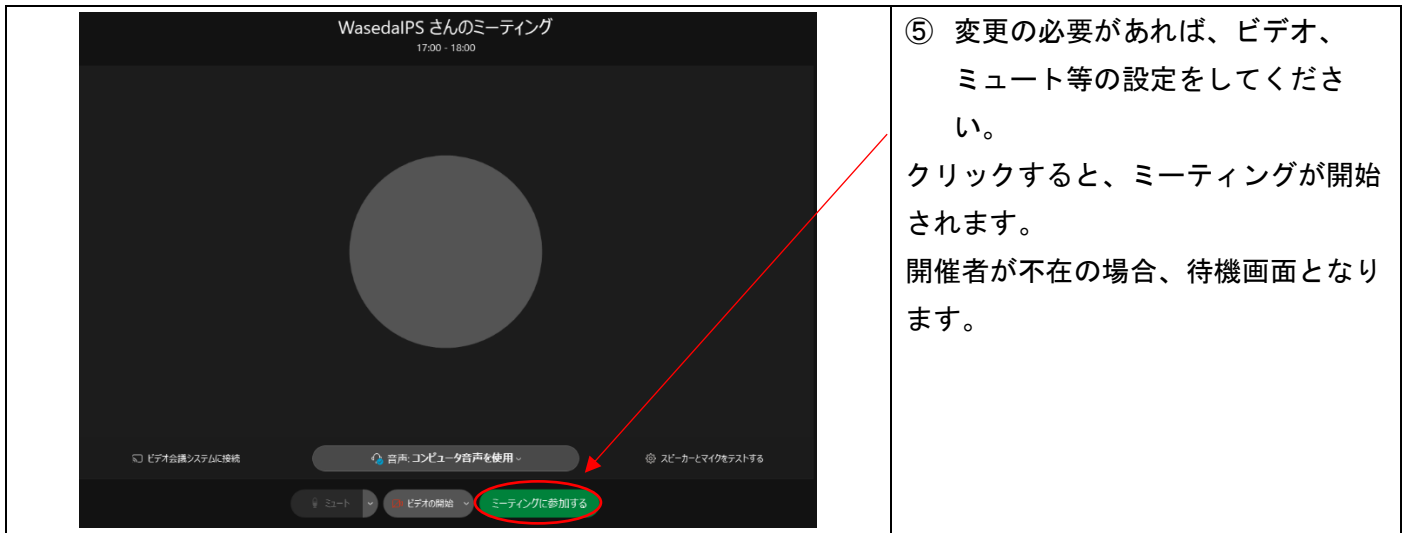 WasedaIPS さんのミーティング
17:00 - 18:00
ビデオ会議システムに接続
音声: コンピュータ音声を使用
スピーカーとマイクをテストする
ミュート
ビデオの開始
ミーティングに参加する
⑤ 変更の必要があれば、ビデオ、
ミュート等の設定をしてくださ
い。
クリックすると、ミーティングが開始
されます。
開催者が不在の場合、待機画面となり
ます。